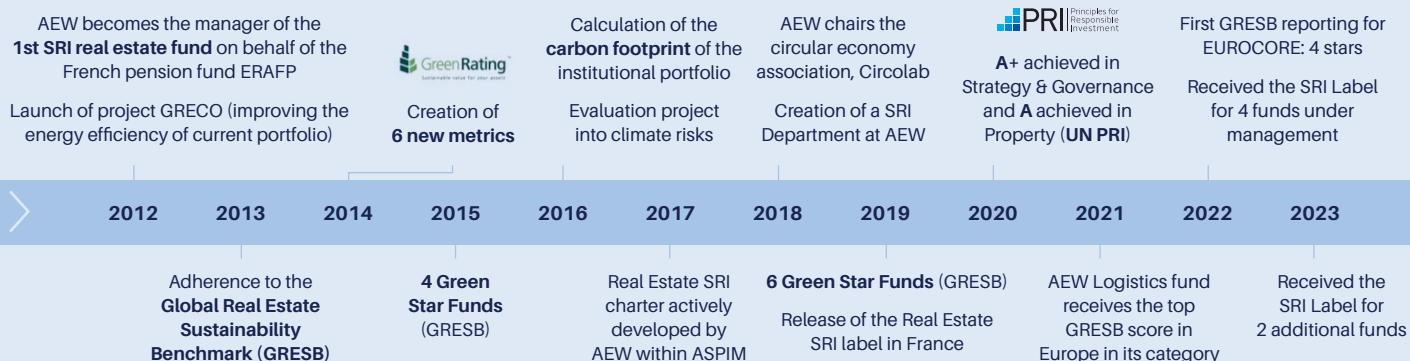 AEW becomes the manager of the
1st SRI real estate fund on behalf of the
French pension fund ERAFP
Launch of project GRECO (improving the
energy efficiency of current portfolio)
GreenRating™
Sustainable value for your assets
Creation of
6 new metrics
Calculation of the
carbon footprint of the
institutional portfolio
Evaluation project
into climate risks
AEW chairs the
circular economy
association, Circolab
Creation of a SRI
Department at AEW
PRI Principles for
Responsible
Investment
A+ achieved in
Strategy & Governance
and A achieved in
Property (UN PRI)
First GRESB reporting for
EUROCORE: 4 stars
Received the SRI Label
for 4 funds under
management
2012 2013 2014 2015 2016 2017 2018 2019 2020 2021 2022 2023
Adherence to the
Global Real Estate
Sustainability
Benchmark (GRESB)
4 Green
Star Funds
(GRESB)
Real Estate SRI
charter actively
developed by
AEW within ASPIM
6 Green Star Funds (GRESB)
Release of the Real Estate
SRI label in France
AEW Logistics fund
receives the top
GRESB score in
Europe in its category
Received the
SRI Label for
2 additional funds